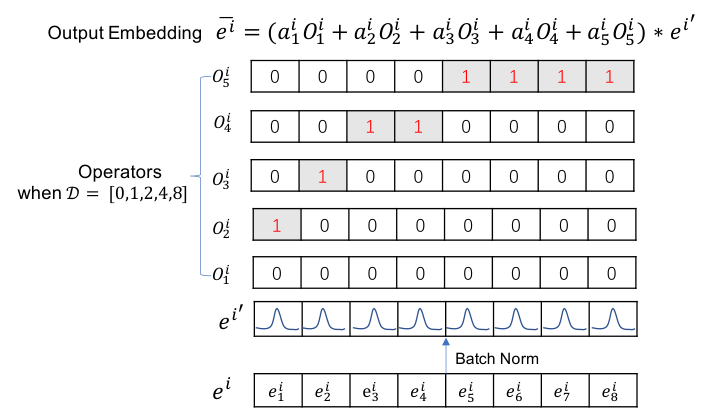 Output Embedding $\overline{e^i} = (a_1^i O_1^i + a_2^i O_2^i + a_3^i O_3^i + a_4^i O_4^i + a_5^i O_5^i) * e^{i'}$
$O_5^i$ 0 0 0 0 1 1 1 1
$O_4^i$ 0 0 1 1 0 0 0 0
Operators
when $\mathcal{D} = $ [0,1,2,4,8]
$O_3^i$ 0 1 0 0 0 0 0 0
$O_2^i$ 1 0 0 0 0 0 0 0
$O_1^i$ 0 0 0 0 0 0 0 0
$e^{i'}$
Batch Norm
$e^i$ $e_1^i$ $e_2^i$ $e_3^i$ $e_4^i$ $e_5^i$ $e_6^i$ $e_7^i$ $e_8^i$